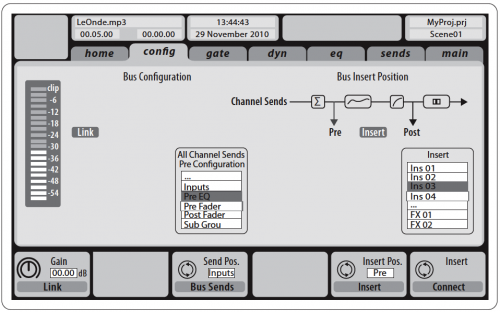 LeOnde.mp3
00.05.00 00.00.00
13:44:43
29 November 2010
MyProj.prj
Scene01
home config gate dyn eq sends main
Bus Configuration
Bus Insert Position
clip
-6
-12
-18
-24
-30
-36
-42
-48
-54
Link
Channel Sends
Σ
Pre Insert Post
All Channel Sends
Pre Configuration
...
Inputs
Pre EQ
Pre Fader
Post Fader
Sub Grou
Insert
Ins 01
Ins 02
Ins 03
Ins 04
...
FX 01
FX 02
Gain
00.00 dB
Link
Send Pos.
Inputs
Bus Sends
Insert Pos.
Pre
Insert
Insert
Connect